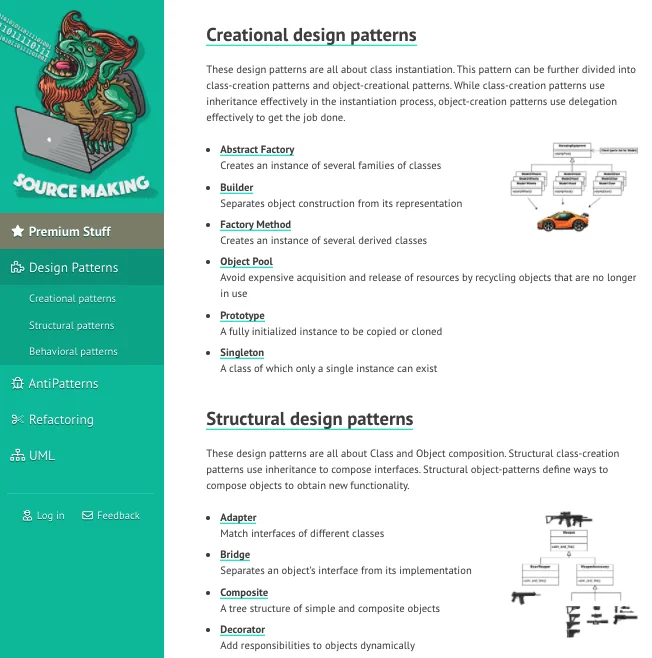 SOURCE MAKING
Premium Stuff
Design Patterns
Creational patterns
Structural patterns
Behavioral patterns
AntiPatterns
Refactoring
UML
Log in
Feedback
Creational design patterns
These design patterns are all about class instantiation. This pattern can be further divided into
class-creation patterns and object-creational patterns. While class-creation patterns use
inheritance effectively in the instantiation process, object-creation patterns use delegation
effectively to get the job done.
Abstract Factory
Creates an instance of several families of classes
Builder
Separates object construction from its representation
Factory Method
Creates an instance of several derived classes
Object Pool
Avoid expensive acquisition and release of resources by recycling objects that are no longer
in use
Prototype
A fully initialized instance to be copied or cloned
Singleton
A class of which only a single instance can exist
Structural design patterns
These design patterns are all about Class and Object composition. Structural class-creation
patterns use inheritance to compose interfaces. Structural object-patterns define ways to
compose objects to obtain new functionality.
Adapter
Match interfaces of different classes
Bridge
Separates an object's interface from its implementation
Composite
A tree structure of simple and composite objects
Decorator
Add responsibilities to objects dynamically